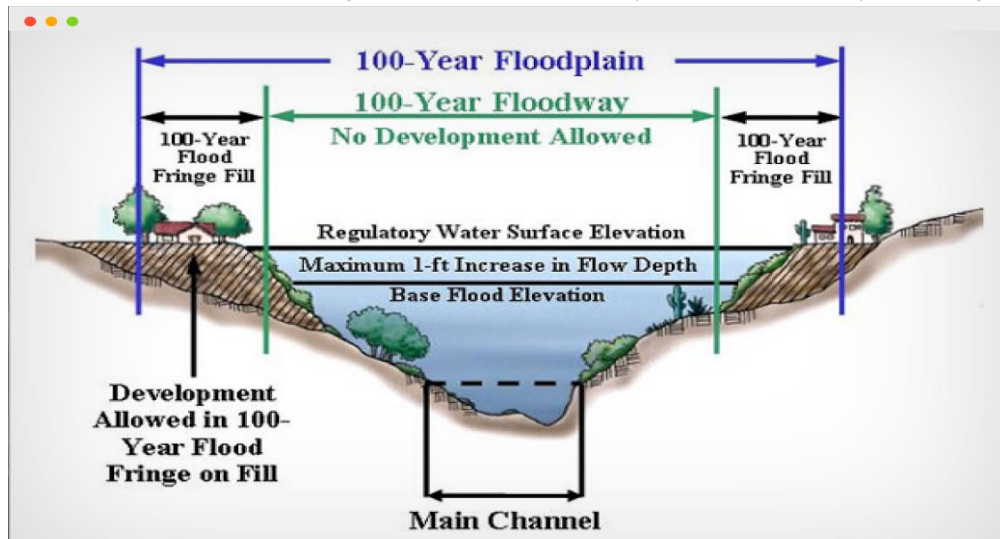 100-Year Floodplain
100-Year Floodway
No Development Allowed
100-Year
Flood
Fringe Fill
100-Year
Flood
Fringe Fill
Regulatory Water Surface Elevation
Maximum 1-ft Increase in Flow Depth
Base Flood Elevation
Development
Allowed in 100-
Year Flood
Fringe on Fill
Main Channel